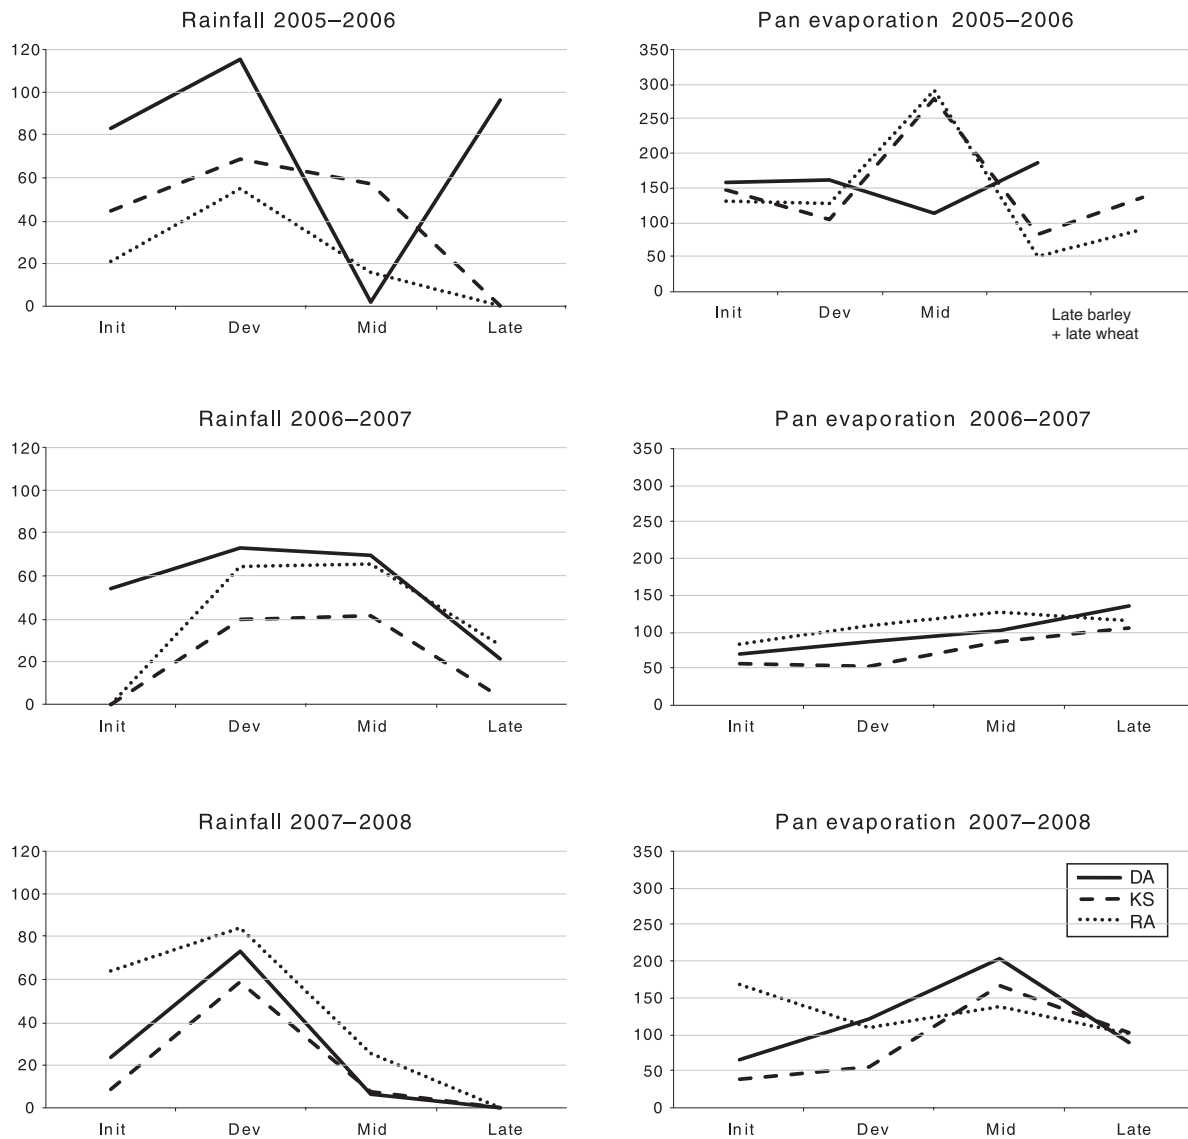 Rainfall 2005–2006
120
100
80
60
40
20
0
Init Dev Mid Late
Pan evaporation 2005–2006
350
300
250
200
150
100
50
0
Init Dev Mid Late barley
+ late wheat
Rainfall 2006–2007
120
100
80
60
40
20
0
Init Dev Mid Late
Pan evaporation 2006–2007
350
300
250
200
150
100
50
0
Init Dev Mid Late
Rainfall 2007–2008
120
100
80
60
40
20
0
Init Dev Mid Late
Pan evaporation 2007–2008
350
300
250
200
150
100
50
0
Init Dev Mid Late
DA
KS
RA